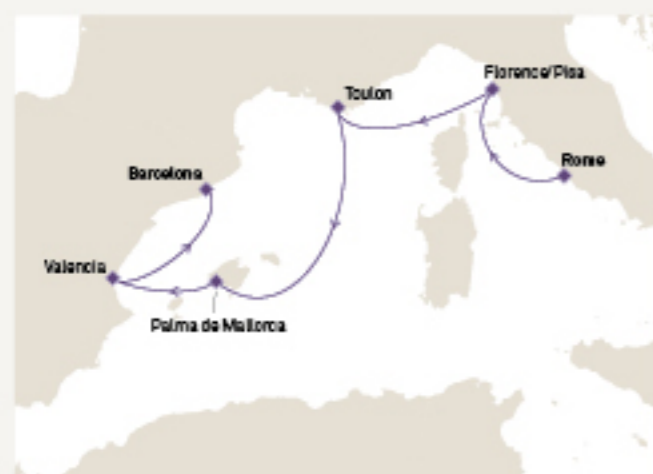 Florence/Pisa
Toulon
Rome
Barcelona
Valencia
Palma de Mallorca